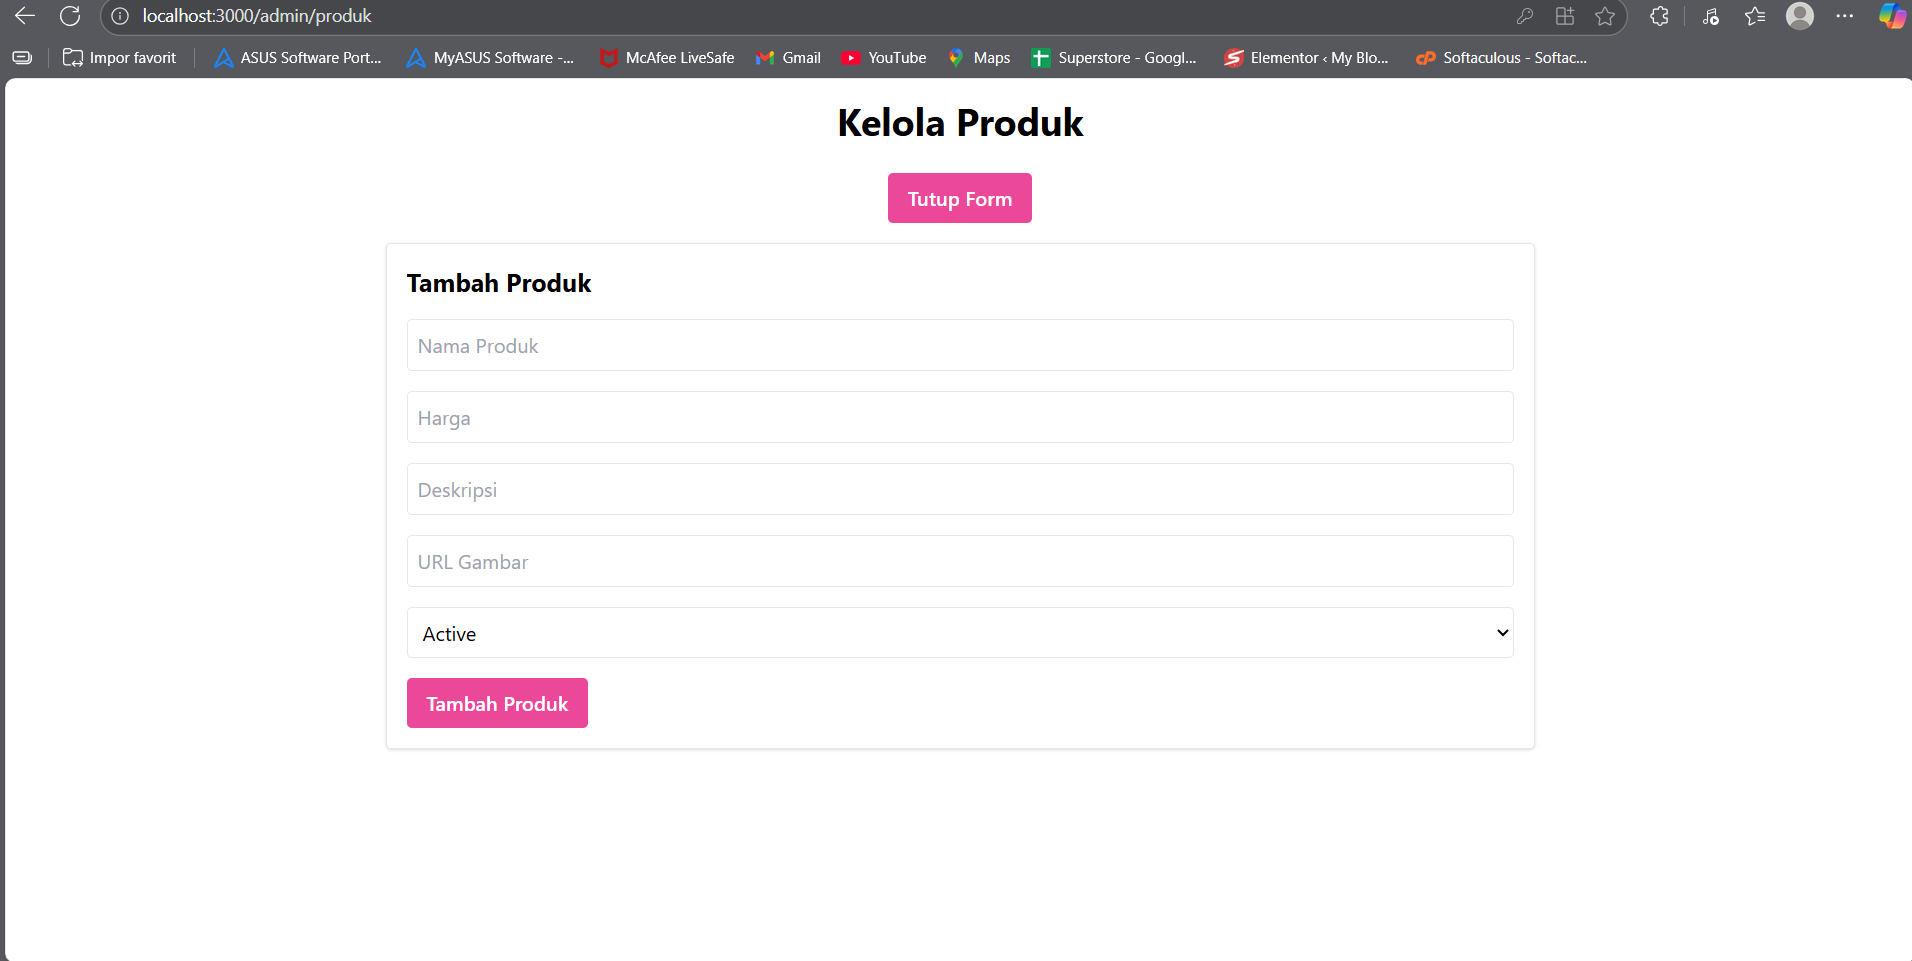 localhost:3000/admin/produk
Impor favorit
ASUS Software Port...
MyASUS Software -...
McAfee LiveSafe
Gmail
YouTube
Maps
Superstore - Googl...
Elementor ‹ My Blo...
Softaculous - Softac...
Kelola Produk
Tutup Form
Tambah Produk
Nama Produk
Harga
Deskripsi
URL Gambar
Active
Tambah Produk